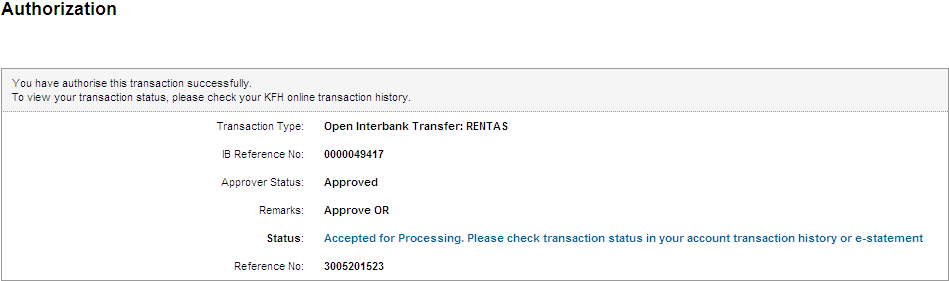 Authorization
You have authorise this transaction successfully.
To view your transaction status, please check your KFH online transaction history.
Transaction Type: Open Interbank Transfer: RENTAS
IB Reference No: 0000049417
Approver Status: Approved
Remarks: Approve OR
Status: Accepted for Processing. Please check transaction status in your account transaction history or e-statement
Reference No: 3005201523